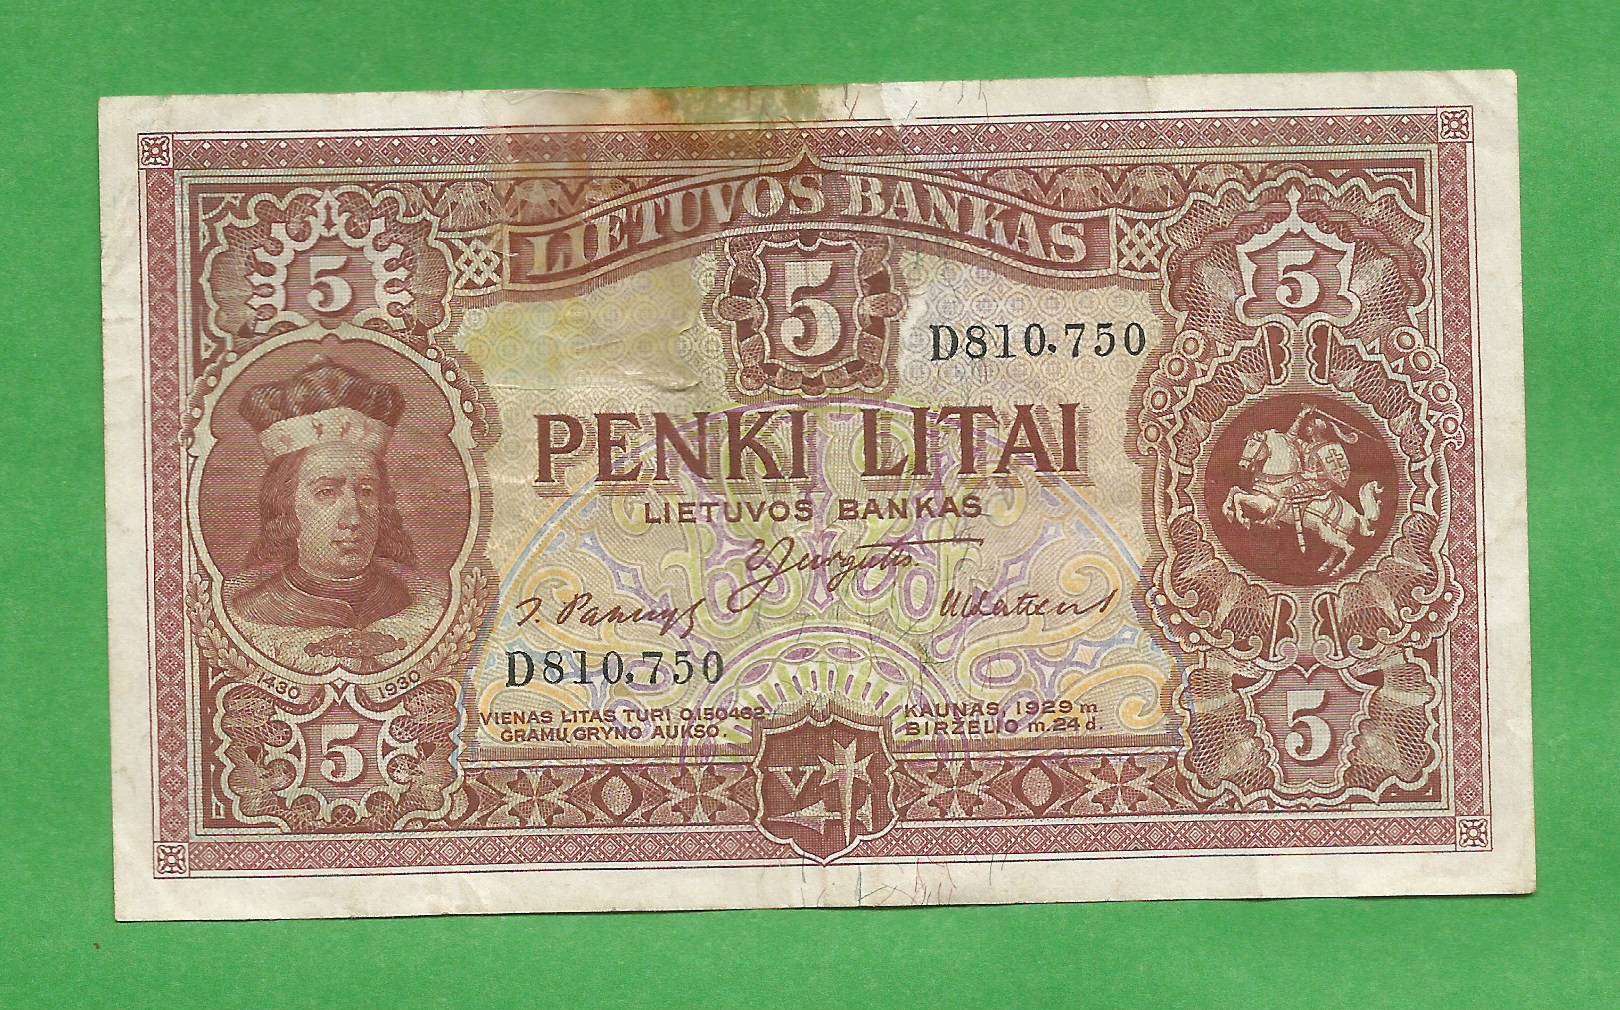 LIETUVOS BANKAS
5
5
5
D810.750
PENKI LITAI
LIETUVOS BANKAS
V. Jurgutis.
D810.750
1430 1930
VIENAS LITAS TURI 0,150462
GRAMŲ GRYNO AUKSO.
KAUNAS, 1929 m
BIRŽELIO m. 24 d.
5
5